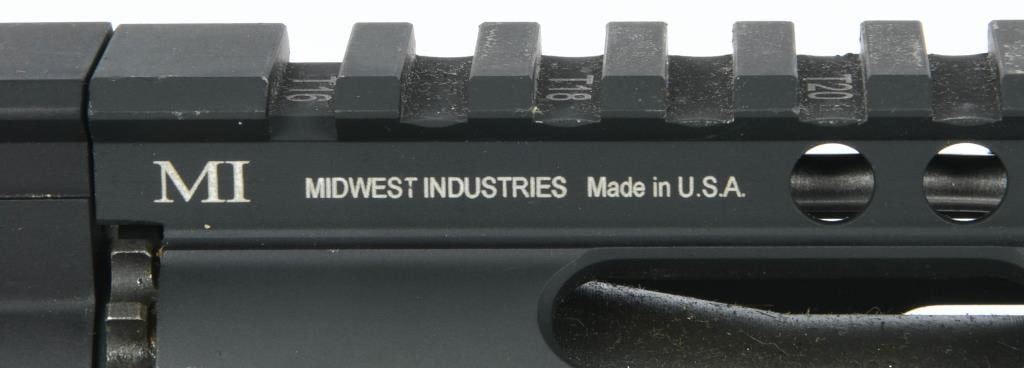 T16 T18 T20
MI MIDWEST INDUSTRIES Made in U.S.A.